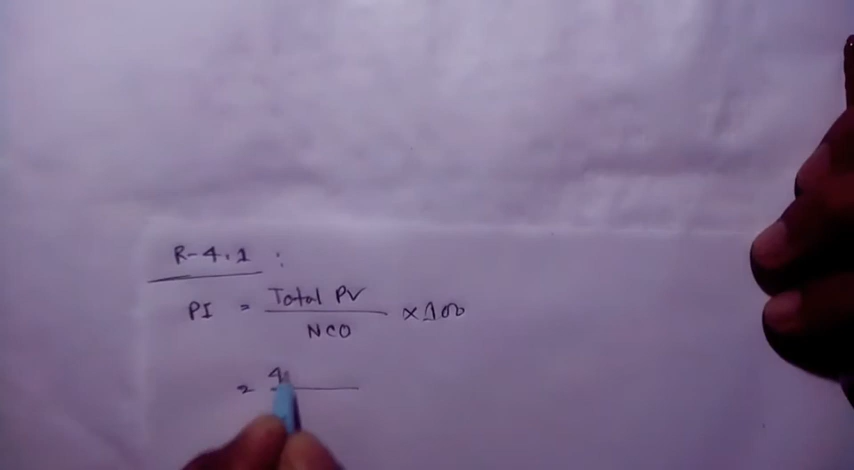 R-4.1 :
PI = Total PV / NCO × 100
= 4